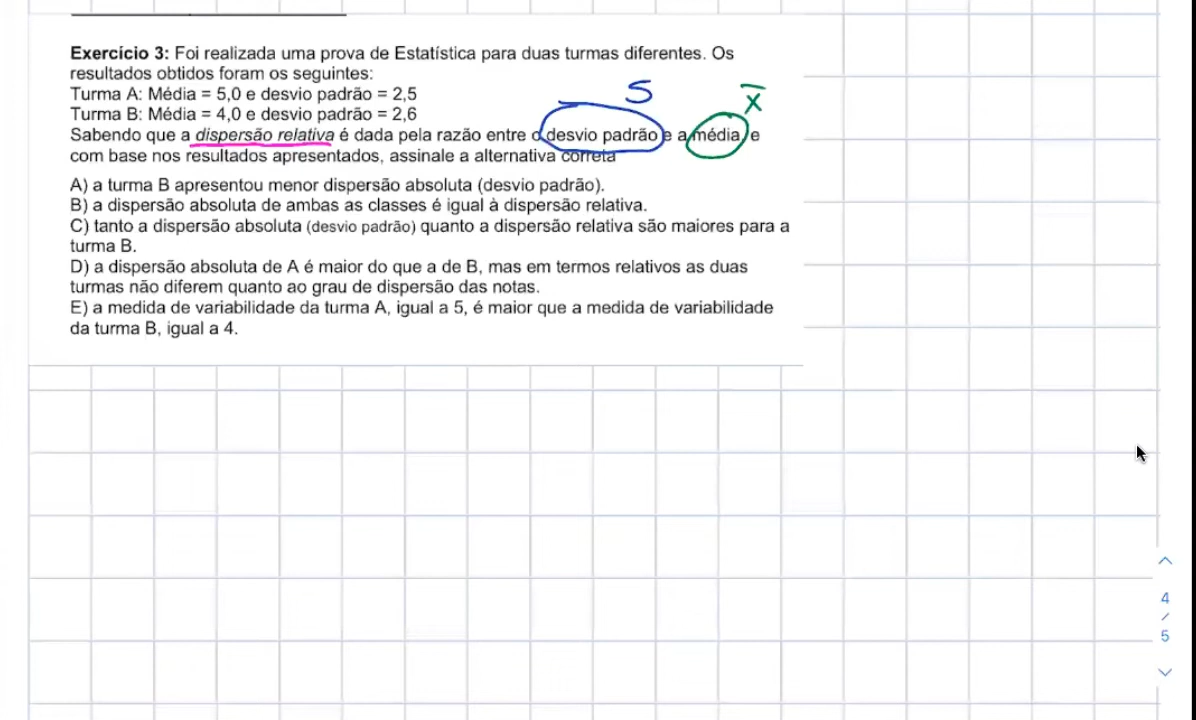 Exercício 3: Foi realizada uma prova de Estatística para duas turmas diferentes. Os
resultados obtidos foram os seguintes:
Turma A: Média = 5,0 e desvio padrão = 2,5
S
x̄
Turma B: Média = 4,0 e desvio padrão = 2,6
Sabendo que a dispersão relativa é dada pela razão entre o desvio padrão e a média, e
com base nos resultados apresentados, assinale a alternativa correta
A) a turma B apresentou menor dispersão absoluta (desvio padrão).
B) a dispersão absoluta de ambas as classes é igual à dispersão relativa.
C) tanto a dispersão absoluta (desvio padrão) quanto a dispersão relativa são maiores para a
turma B.
D) a dispersão absoluta de A é maior do que a de B, mas em termos relativos as duas
turmas não diferem quanto ao grau de dispersão das notas.
E) a medida de variabilidade da turma A, igual a 5, é maior que a medida de variabilidade
da turma B, igual a 4.
4
/
5